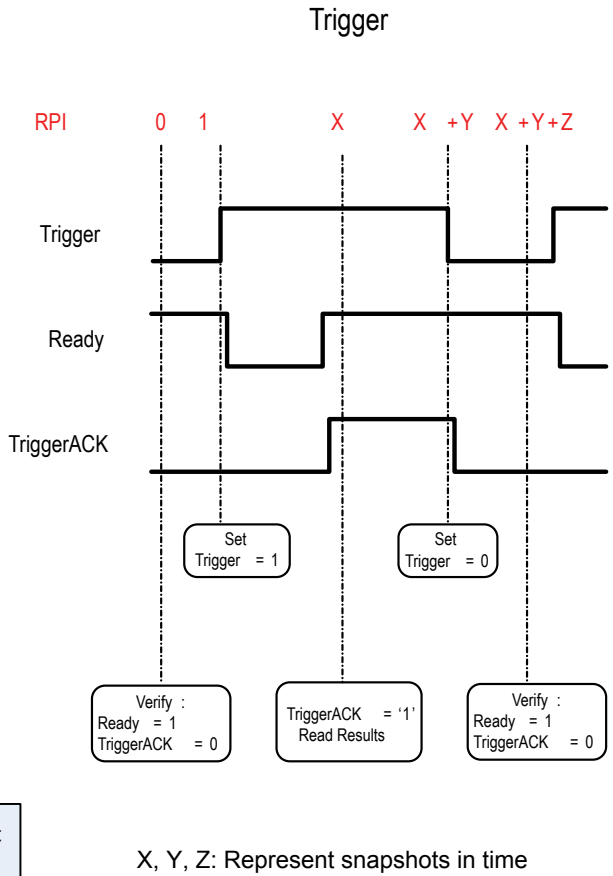 Trigger
RPI 0 1 X X +Y X +Y+Z
Trigger
Ready
TriggerACK
Set
Trigger = 1
Set
Trigger = 0
Verify :
Ready = 1
TriggerACK = 0
TriggerACK = ‘1’
Read Results
Verify :
Ready = 1
TriggerACK = 0
X, Y, Z: Represent snapshots in time